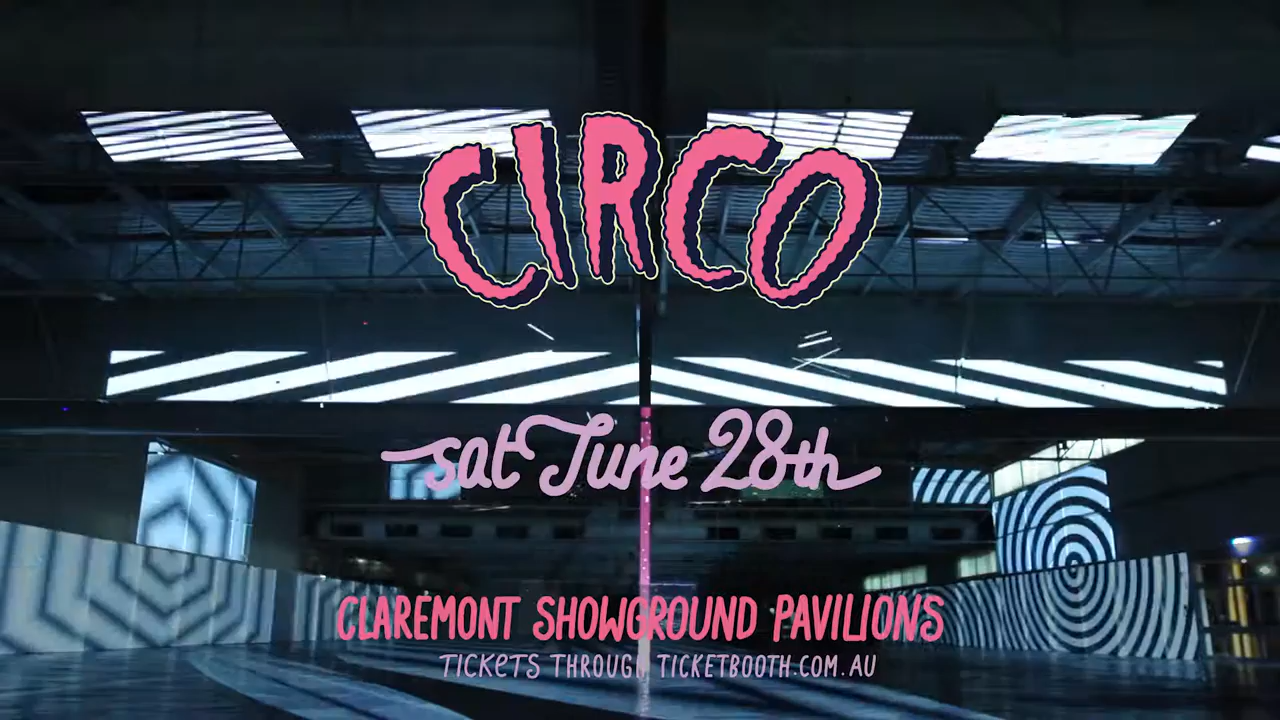 CIRCO
sat June 28th
CLAREMONT SHOWGROUND PAVILIONS
TICKETS THROUGH TICKETBOOTH.COM.AU